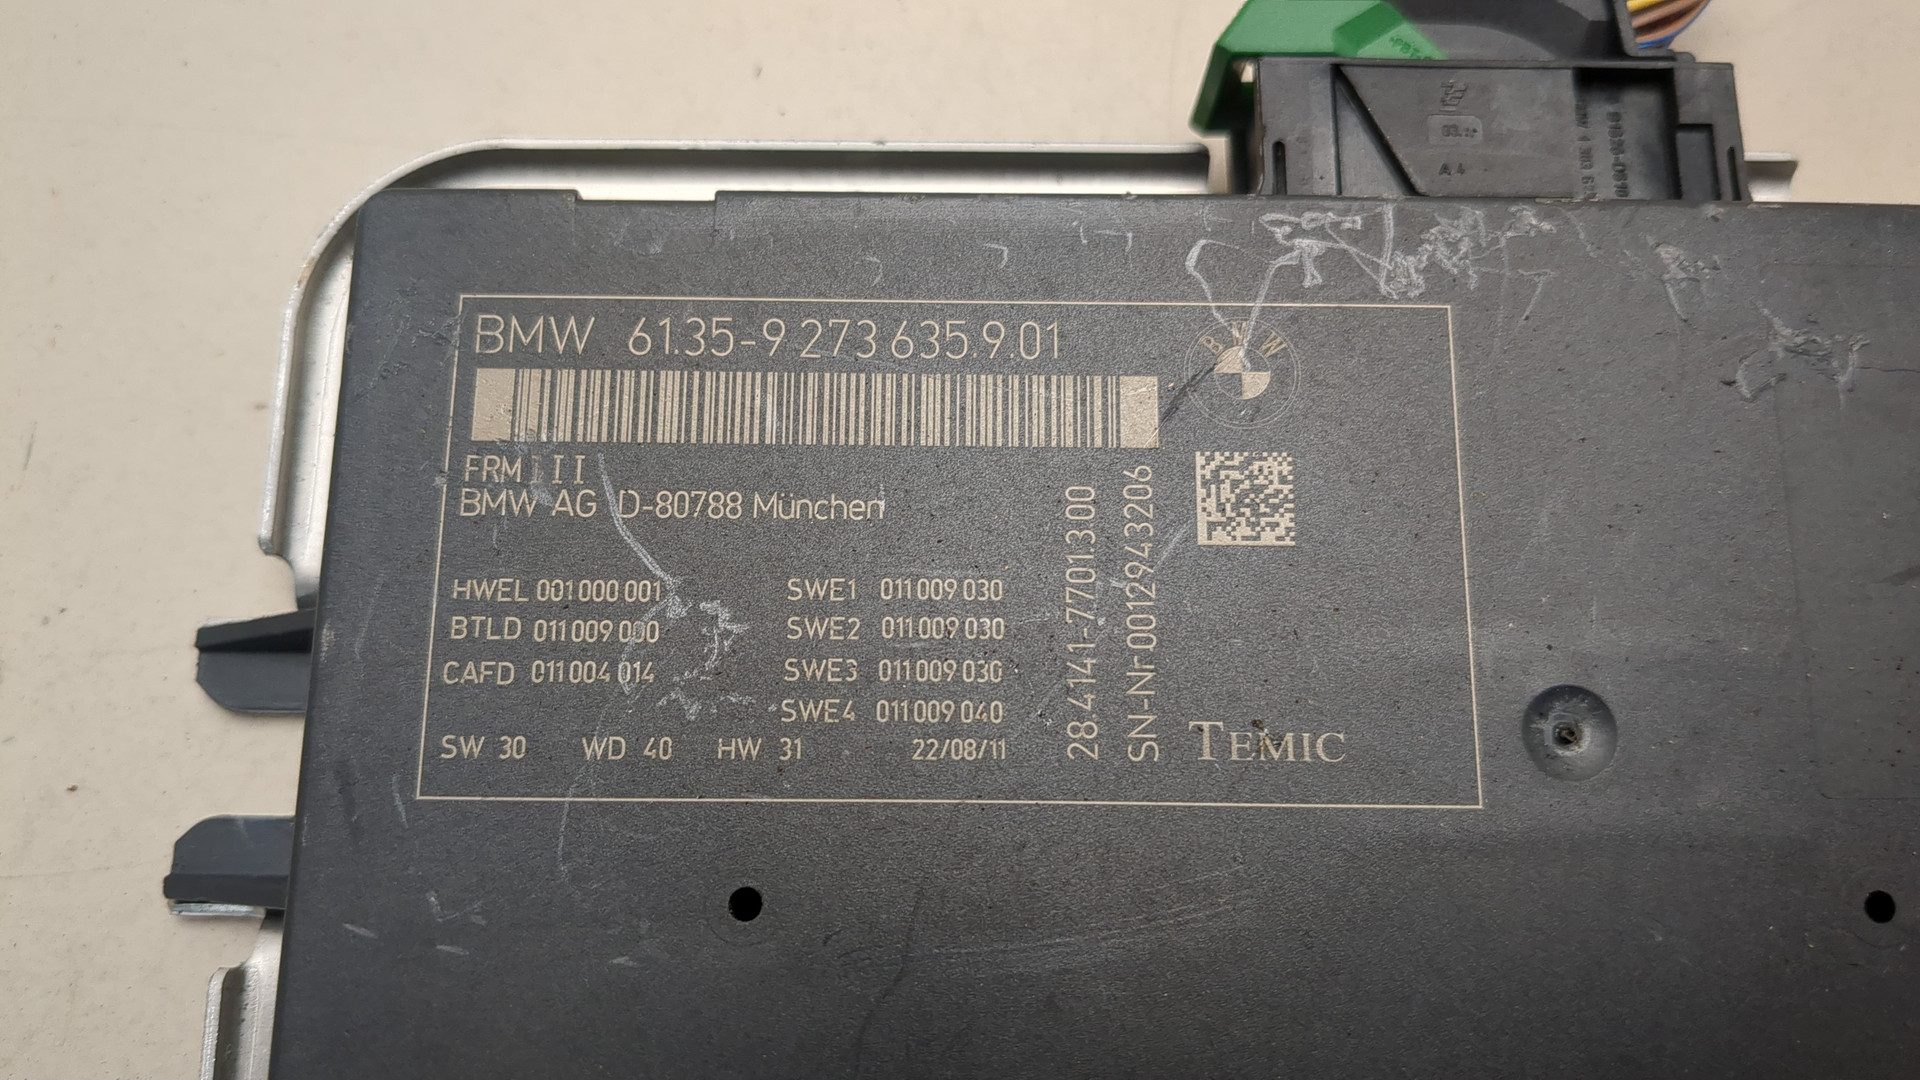 BMW 61.35-9 273 635.9.01
BMW
FRM III
BMW AG D-80788 München
HWEL 001 000 001 SWE1 011 009 030
BTLD 011 009 000 SWE2 011 009 030
CAFD 011 004 014 SWE3 011 009 030
SWE4 011 009 040
SW 30 WD 40 HW 31 22/08/11
28.4141-7701.3.00
SN-Nr 001294 3206
TEMIC
A 4